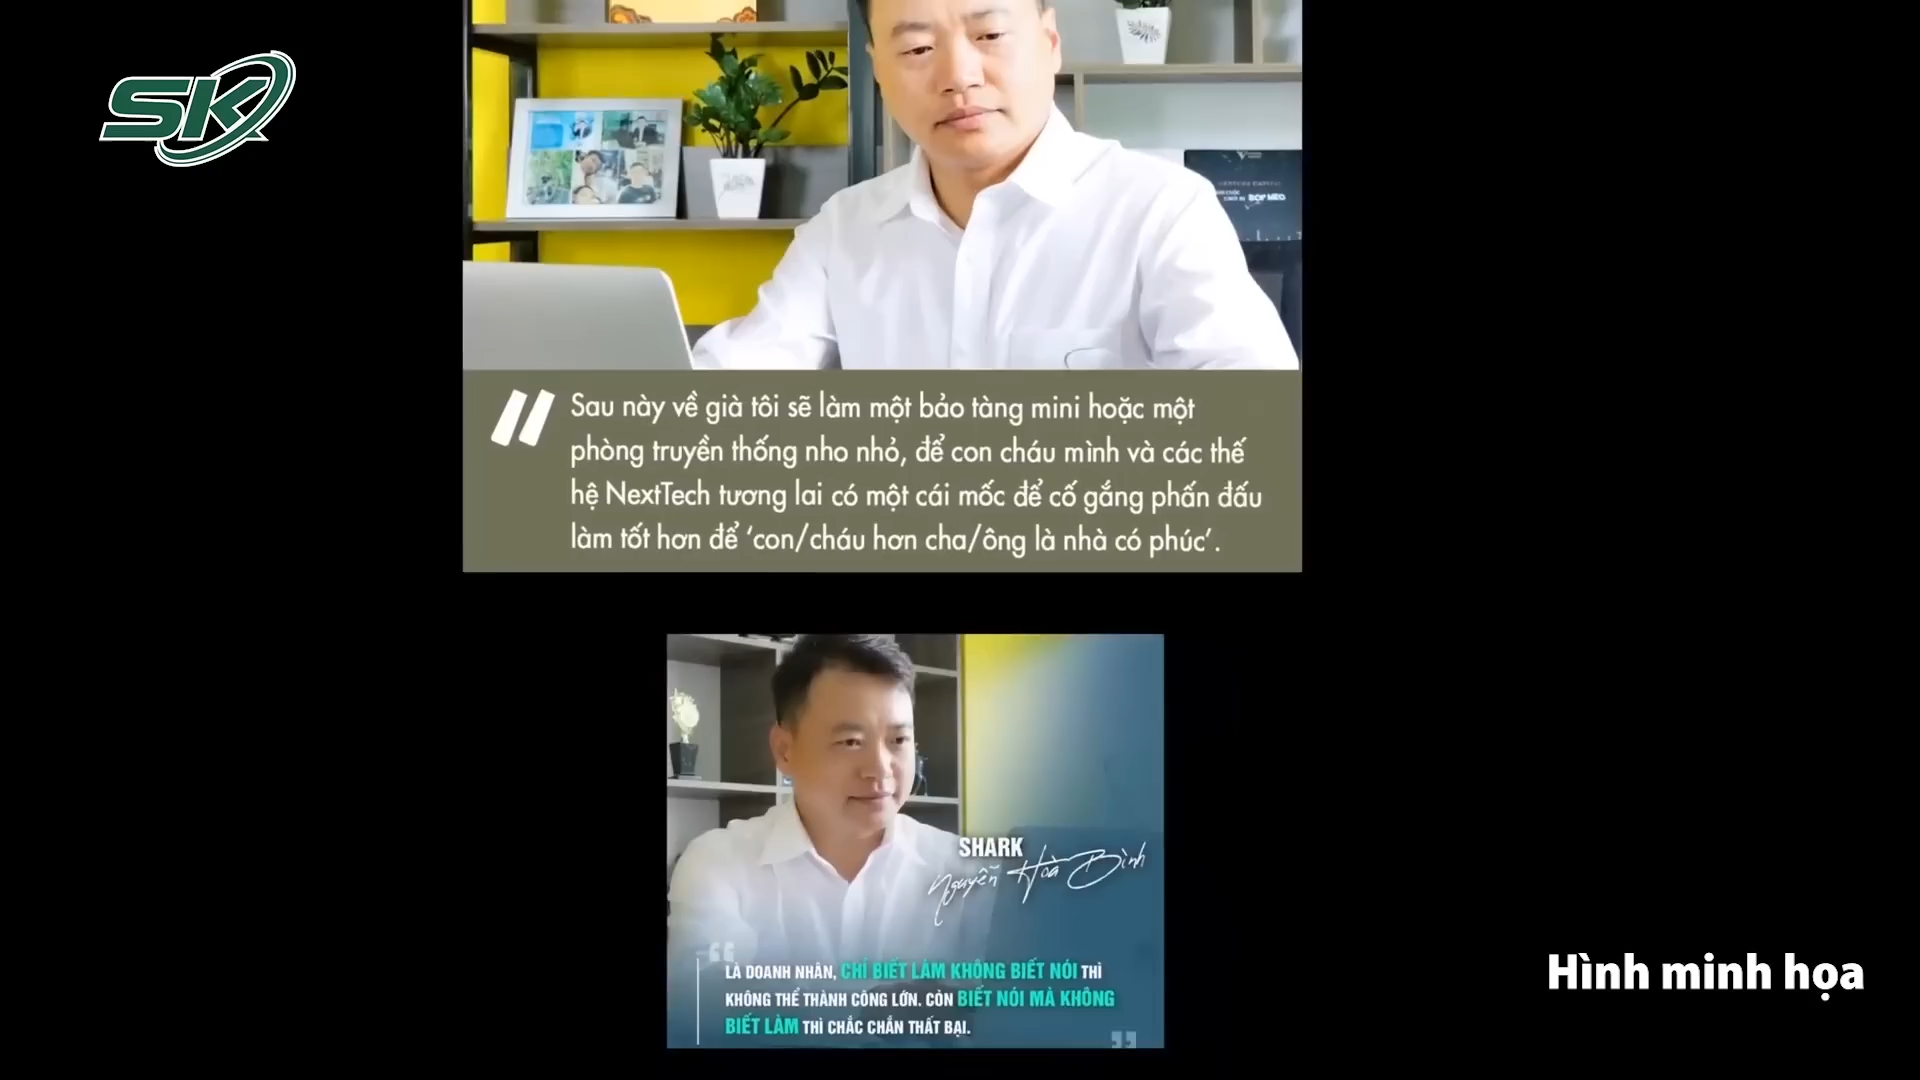 SK
BOP MEO
Sau này về già tôi sẽ làm một bảo tàng mini hoặc một
phòng truyền thống nho nhỏ, để con cháu mình và các thế
hệ NextTech tương lai có một cái mốc để cố gắng phấn đấu
làm tốt hơn để ‘con/cháu hơn cha/ông là nhà có phúc’.
SHARK
Nguyễn Hòa Bình
LÀ DOANH NHÂN, CHỈ BIẾT LÀM KHÔNG BIẾT NÓI THÌ
KHÔNG THỂ THÀNH CÔNG LỚN. CÒN BIẾT NÓI MÀ KHÔNG
BIẾT LÀM THÌ CHẮC CHẮN THẤT BẠI.
Hình minh họa